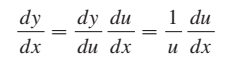 dy/dx = dy/du du/dx = 1/u du/dx